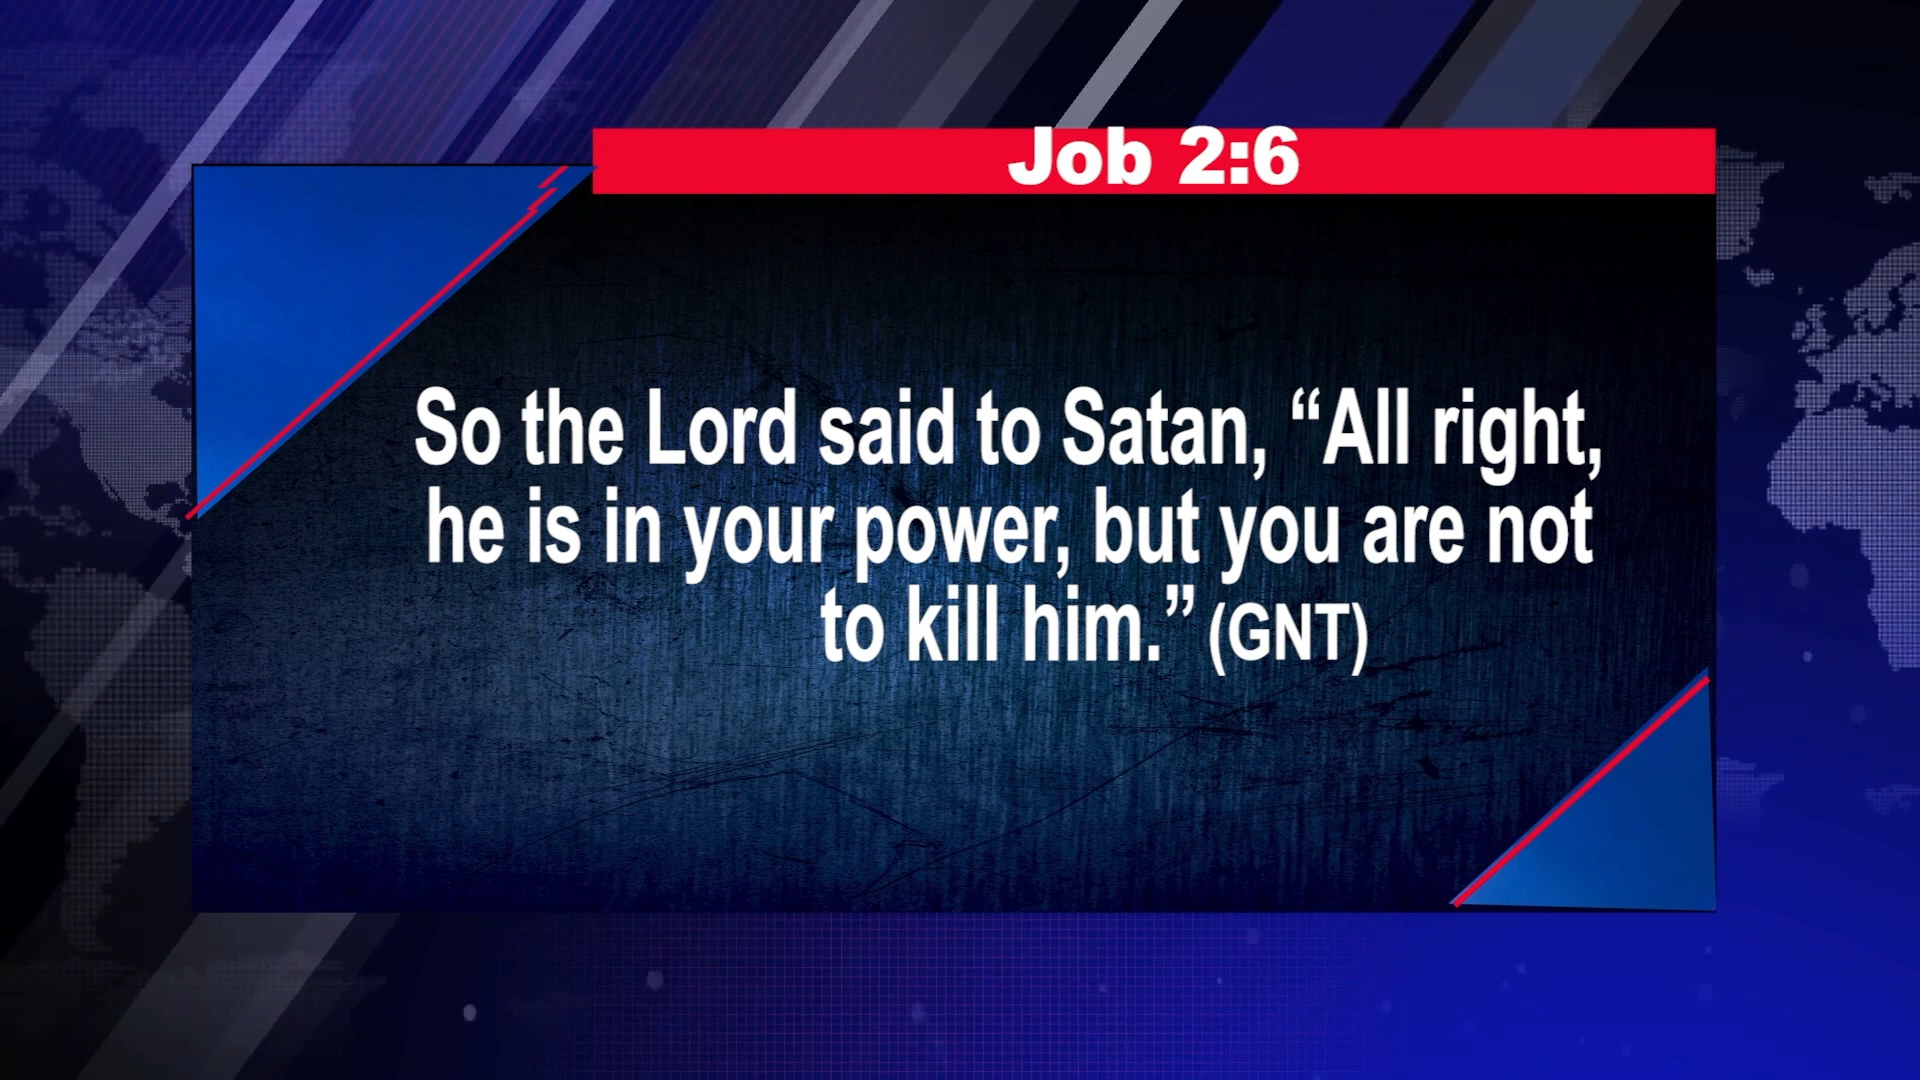 Job 2:6
So the Lord said to Satan, “All right,
he is in your power, but you are not
to kill him.” (GNT)